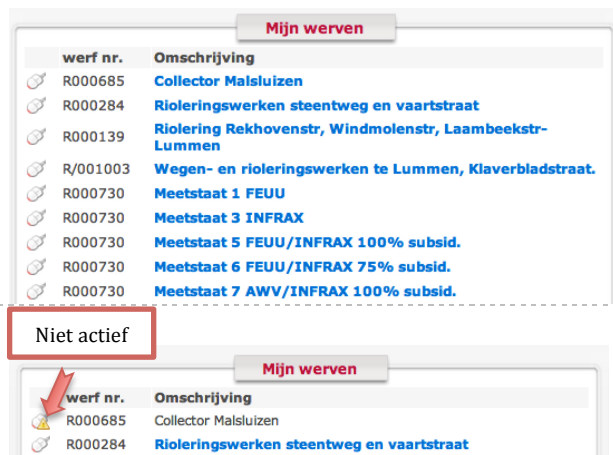 Mijn werven
werf nr. Omschrijving
R000685 Collector Malsluizen
R000284 Rioleringswerken steentweg en vaartstraat
R000139 Riolering Rekhovenstr, Windmolenstr, Laambeekstr-
Lummen
R/001003 Wegen- en rioleringswerken te Lummen, Klaverbladstraat.
R000730 Meetstaat 1 FEUU
R000730 Meetstaat 3 INFRAX
R000730 Meetstaat 5 FEUU/INFRAX 100% subsid.
R000730 Meetstaat 6 FEUU/INFRAX 75% subsid.
R000730 Meetstaat 7 AWV/INFRAX 100% subsid.
Niet actief
Mijn werven
werf nr. Omschrijving
R000685 Collector Malsluizen
R000284 Rioleringswerken steentweg en vaartstraat